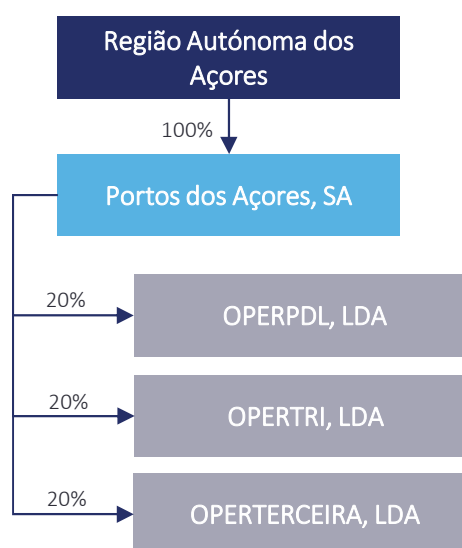 Região Autónoma dos
Açores
100%
Portos dos Açores, SA
20%
OPERPDL, LDA
20%
OPERTRI, LDA
20%
OPERTERCEIRA, LDA